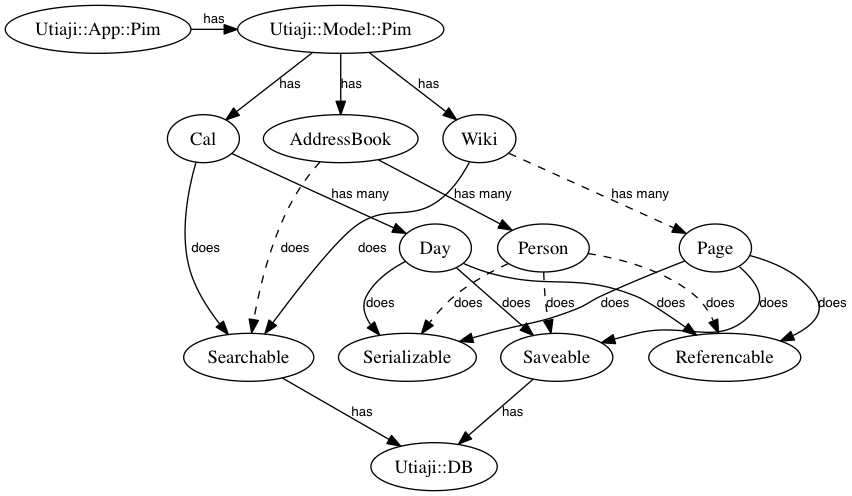 Utiaji::App::Pim
has
Utiaji::Model::Pim
has
has
has
Cal
AddressBook
Wiki
has many
has many
has many
Day
Person
Page
does
does
does
does
does
does
does
does
does
does
does
does
Searchable
Serializable
Saveable
Referencable
has
has
Utiaji::DB